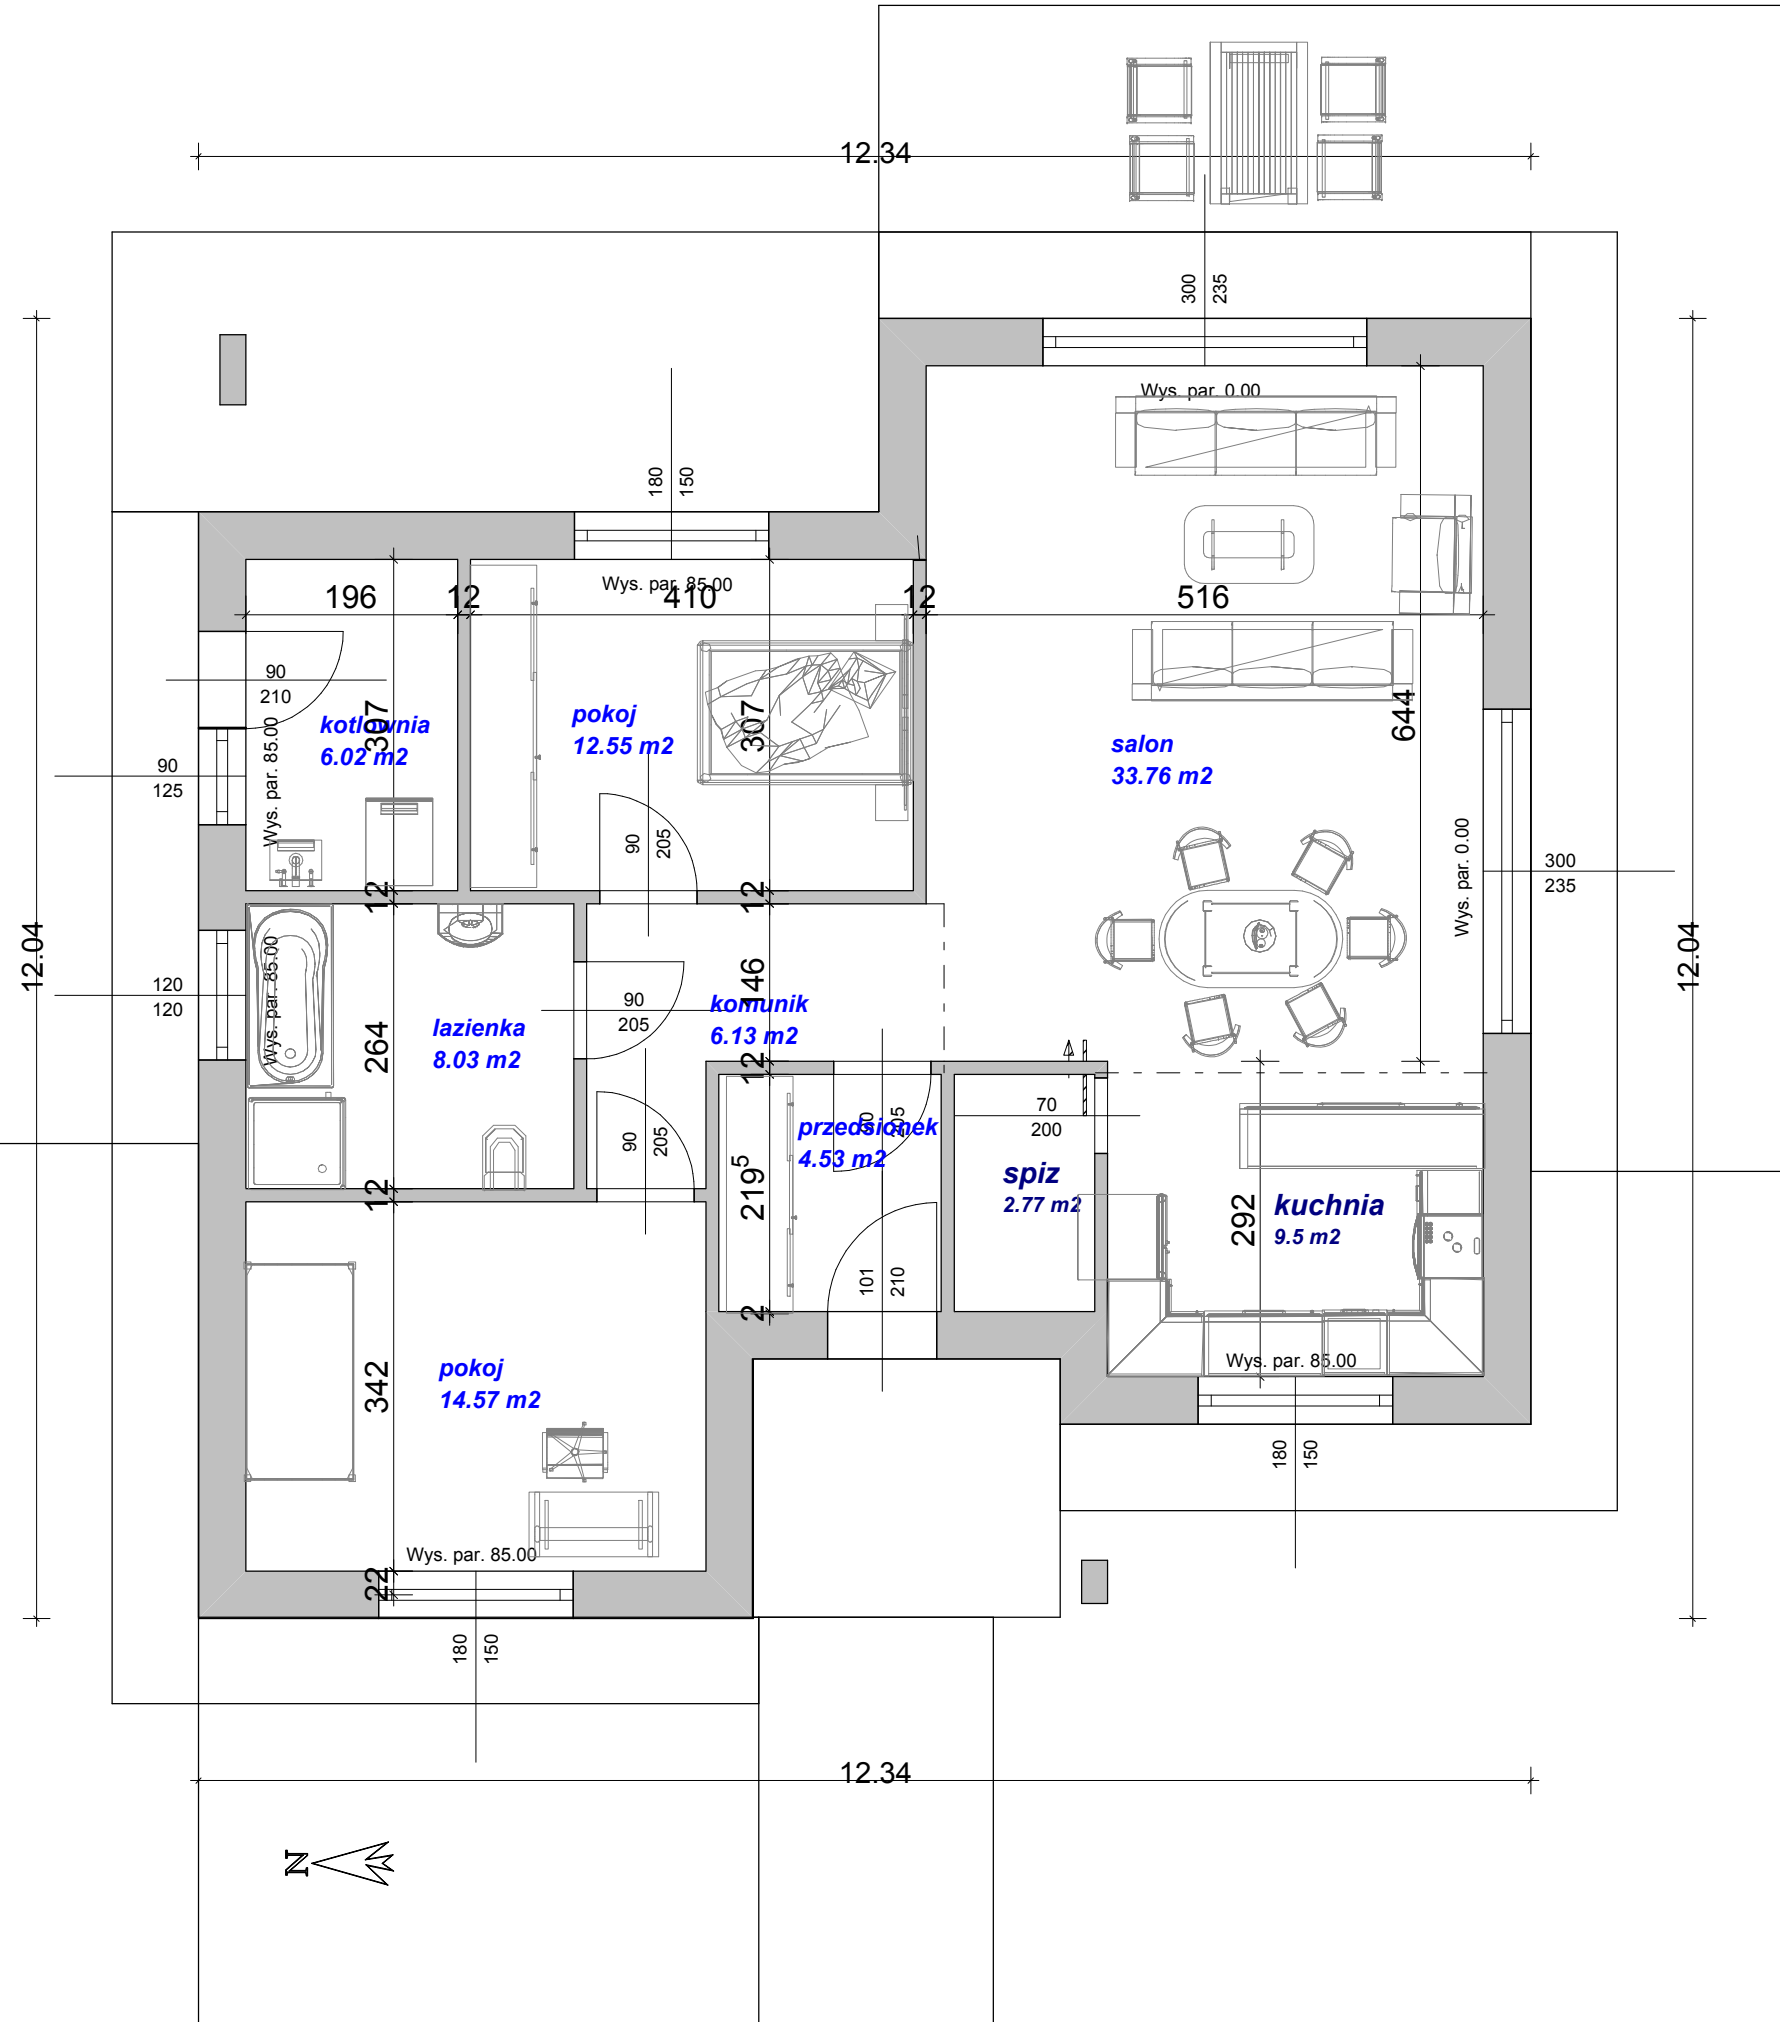 12.34
300
235
Wys. par. 0.00
180
150
Wys. par. 85.00
196
12
410
12
516
90
210
kotlownia
6.02 m2
307
Wys. par. 85.00
90
125
pokoj
12.55 m2
307
salon
33.76 m2
644
90
205
Wys. par. 0.00
300
235
12
12
12.04
12.04
120
120
Wys. par. 85.00
lazienka
8.03 m2
264
90
205
komunik
6.13 m2
146
12
90
205
90
205
przedsionek
4.53 m2
219⁵
70
200
spiz
2.77 m2
kuchnia
9.5 m2
292
12
101
210
2
Wys. par. 85.00
180
150
pokoj
14.57 m2
342
Wys. par. 85.00
22
180
150
12.34
N